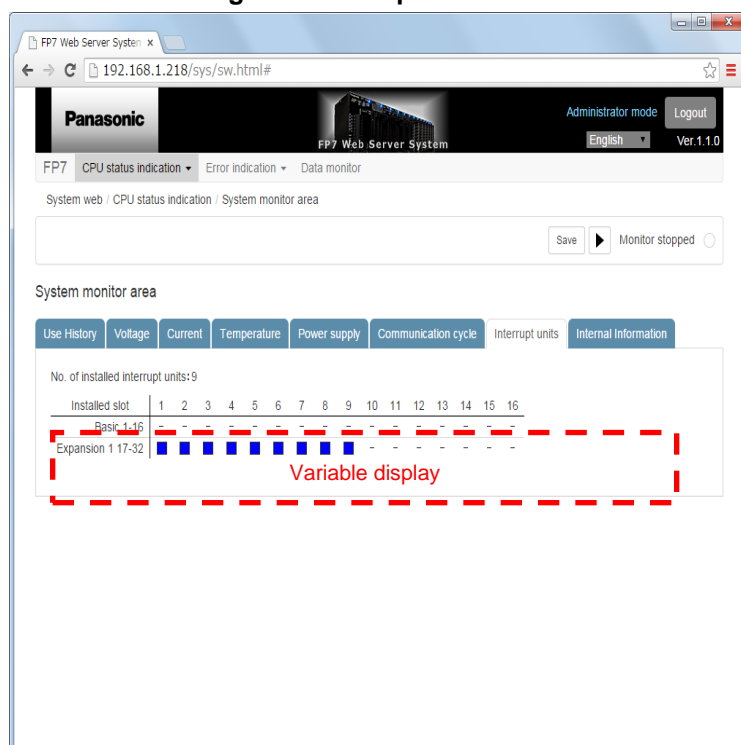 FP7 Web Server System ×
192.168.1.218/sys/sw.html#
Panasonic
FP7 Web Server System
Administrator mode
Logout
English
Ver.1.1.0
FP7 CPU status indication Error indication Data monitor
System web / CPU status indication / System monitor area
Save Monitor stopped
System monitor area
Use History Voltage Current Temperature Power supply Communication cycle Interrupt units Internal Information
No. of installed interrupt units:9
Installed slot 1 2 3 4 5 6 7 8 9 10 11 12 13 14 15 16
Basic 1-16 - - - - - - - - - - - - - - - -
Expansion 1 17-32 - - - - - - -
Variable display